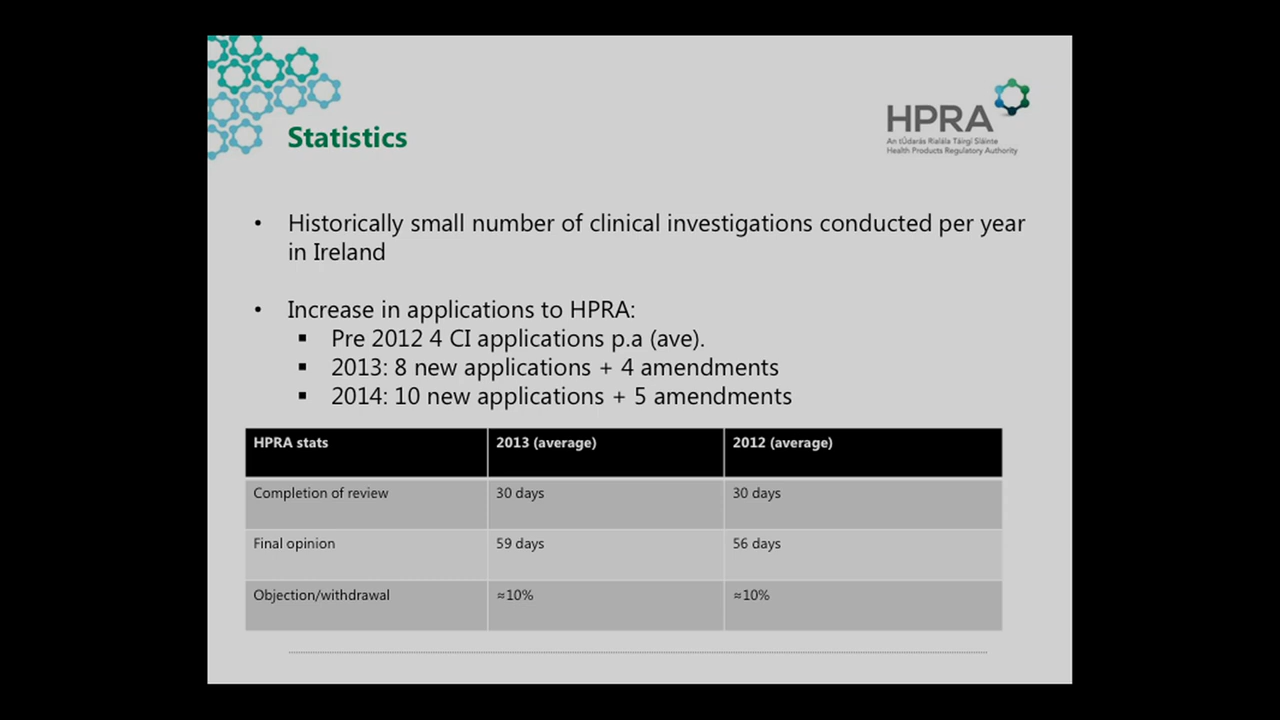 HPRA
An tÚdarás Rialála Táirgí Sláinte
Health Products Regulatory Authority
Statistics
• Historically small number of clinical investigations conducted per year
in Ireland
• Increase in applications to HPRA:
▪ Pre 2012 4 CI applications p.a (ave).
▪ 2013: 8 new applications + 4 amendments
▪ 2014: 10 new applications + 5 amendments
HPRA stats 2013 (average) 2012 (average)
Completion of review 30 days 30 days
Final opinion 59 days 56 days
Objection/withdrawal ≈10% ≈10%